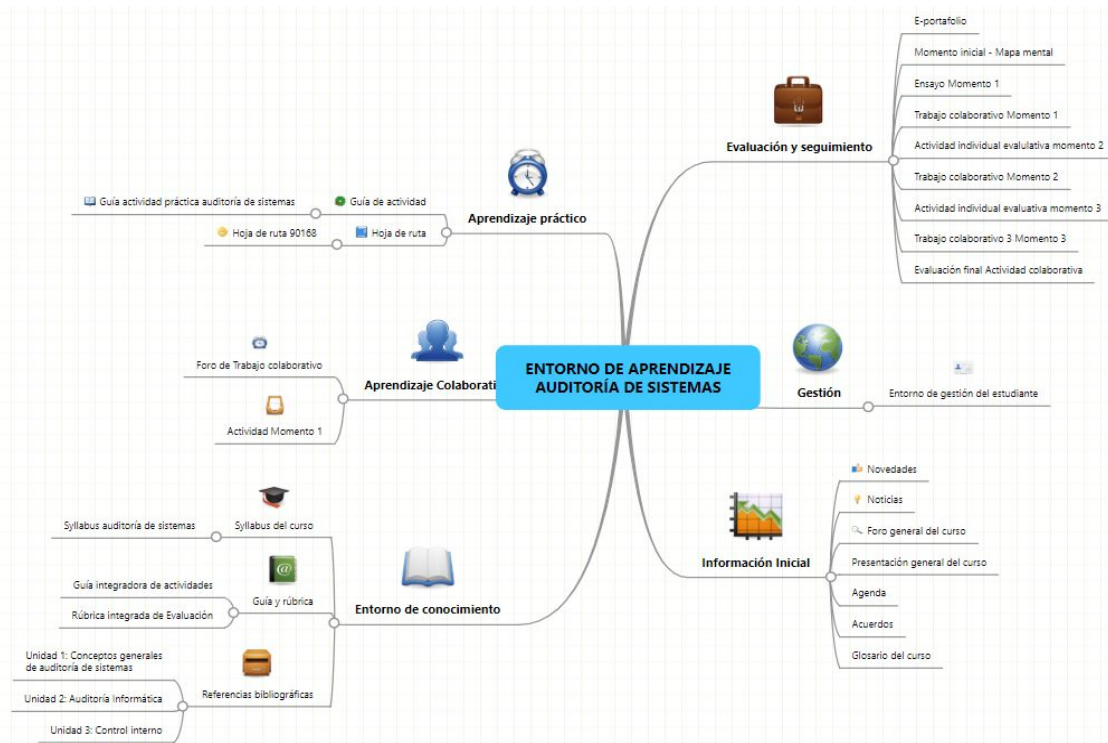 ENTORNO DE APRENDIZAJE
AUDITORÍA DE SISTEMAS
Evaluación y seguimiento
E-portafolio
Momento inicial - Mapa mental
Ensayo Momento 1
Trabajo colaborativo Momento 1
Actividad individual evalulativa momento 2
Trabajo colaborativo Momento 2
Actividad individual evaluativa momento 3
Trabajo colaborativo 3 Momento 3
Evaluación final Actividad colaborativa
Gestión
Entorno de gestión del estudiante
Información Inicial
Novedades
Noticias
Foro general del curso
Presentación general del curso
Agenda
Acuerdos
Glosario del curso
Aprendizaje práctico
Guía de actividad
Guía actividad práctica auditoría de sistemas
Hoja de ruta
Hoja de ruta 90168
Aprendizaje Colaborati
Foro de Trabajo colaborativo
Actividad Momento 1
Entorno de conocimiento
Syllabus del curso
Syllabus auditoría de sistemas
Guía y rúbrica
Guía integradora de actividades
Rúbrica integrada de Evaluación
Referencias bibliográficas
Unidad 1: Conceptos generales
de auditoría de sistemas
Unidad 2: Auditoría Informática
Unidad 3: Control interno